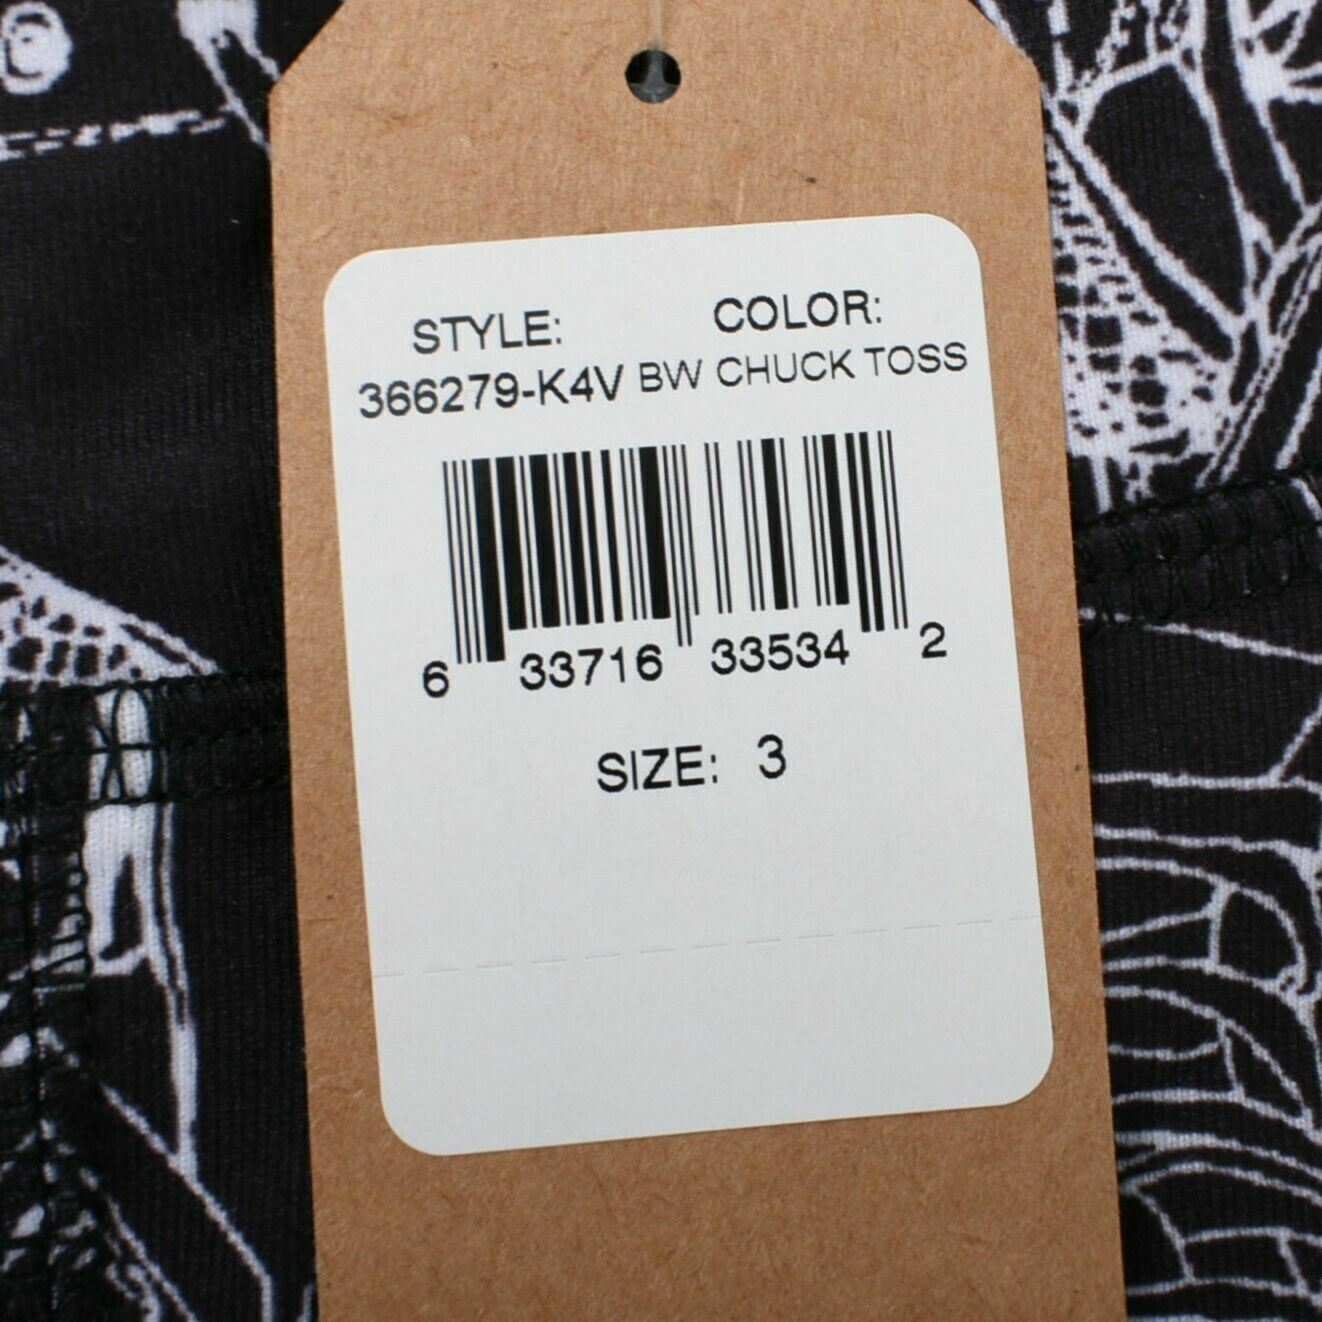 STYLE: COLOR:
366279-K4V BW CHUCK TOSS
6 33716 33534 2
SIZE: 3